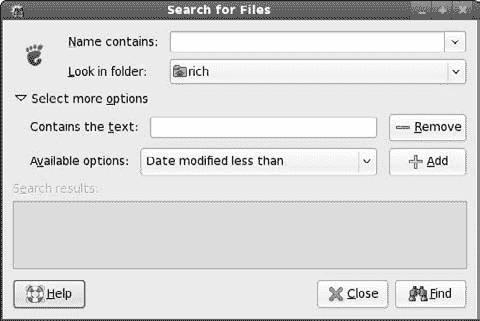 Search for Files
Name contains:
Look in folder: rich
Select more options
Contains the text: Remove
Available options: Date modified less than Add
Search results:
Help Close Find